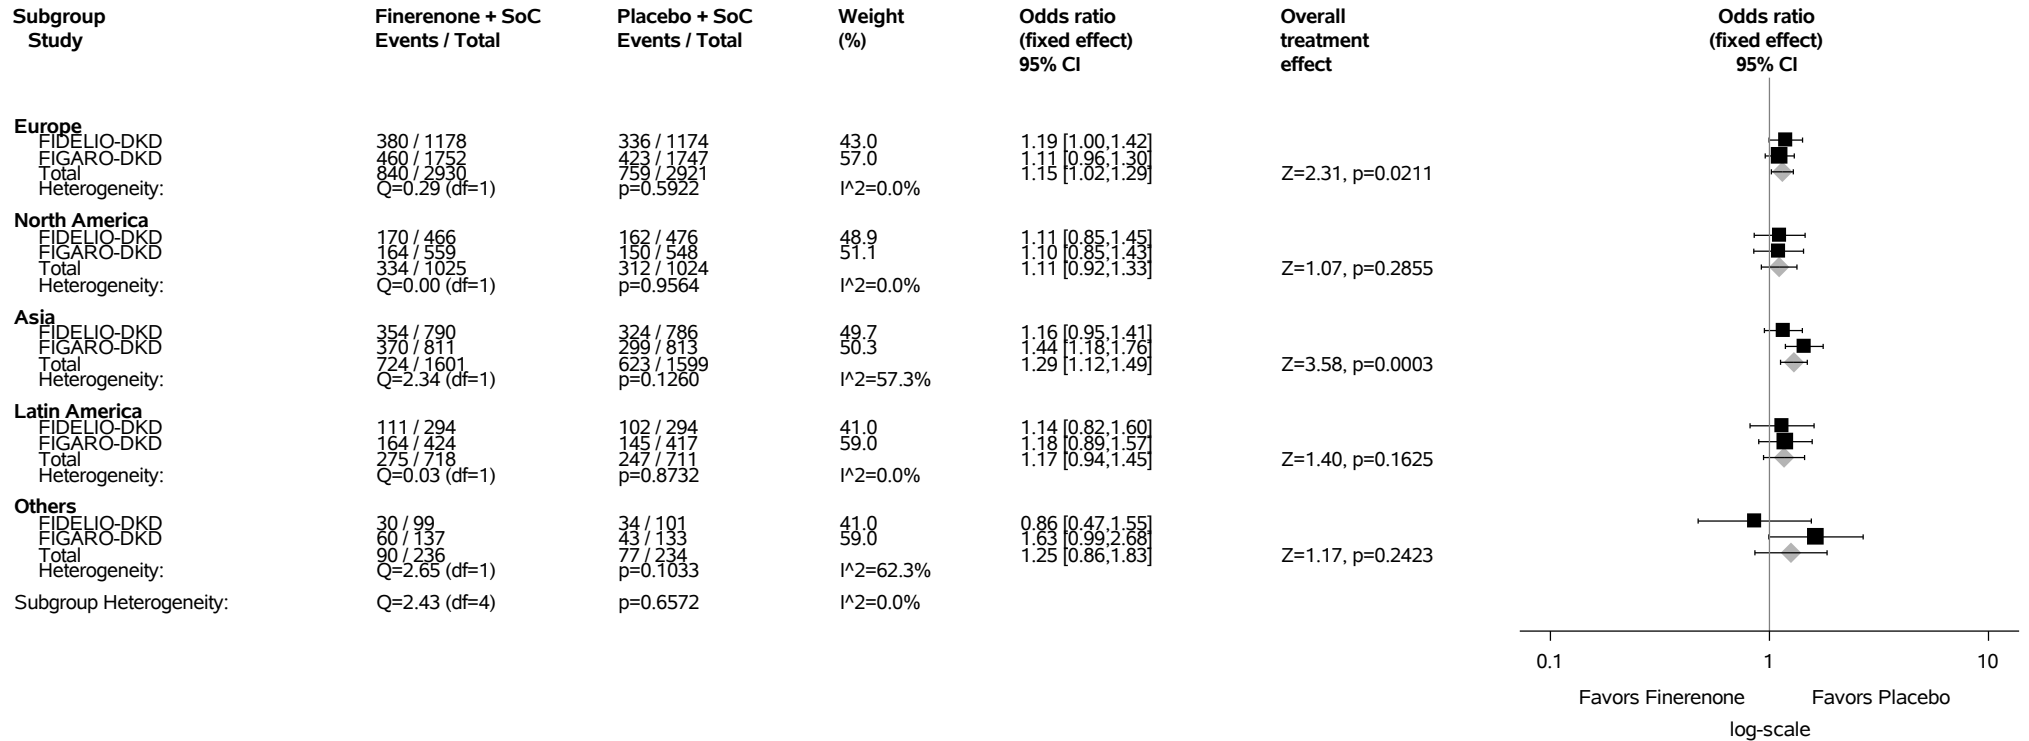 Subgroup Finerenone + SoC Placebo + SoC Weight Odds ratio Overall Odds ratio
Study Events / Total Events / Total (%) (fixed effect) treatment (fixed effect)
95% CI effect 95% CI
Europe
FIDELIO-DKD 380 / 1178 336 / 1174 43.0 1.19 [1.00,1.42]
FIGARO-DKD 460 / 1752 423 / 1747 57.0 1.11 [0.96,1.30]
Total 840 / 2930 759 / 2921 1.15 [1.02,1.29] Z=2.31, p=0.0211
Heterogeneity: Q=0.29 (df=1) p=0.5922 I^2=0.0%
North America
FIDELIO-DKD 170 / 466 162 / 476 48.9 1.11 [0.85,1.45]
FIGARO-DKD 164 / 559 150 / 548 51.1 1.10 [0.85,1.43]
Total 334 / 1025 312 / 1024 1.11 [0.92,1.33] Z=1.07, p=0.2855
Heterogeneity: Q=0.00 (df=1) p=0.9564 I^2=0.0%
Asia
FIDELIO-DKD 354 / 790 324 / 786 49.7 1.16 [0.95,1.41]
FIGARO-DKD 370 / 811 299 / 813 50.3 1.44 [1.18,1.76]
Total 724 / 1601 623 / 1599 1.29 [1.12,1.49] Z=3.58, p=0.0003
Heterogeneity: Q=2.34 (df=1) p=0.1260 I^2=57.3%
Latin America
FIDELIO-DKD 111 / 294 102 / 294 41.0 1.14 [0.82,1.60]
FIGARO-DKD 164 / 424 145 / 417 59.0 1.18 [0.89,1.57]
Total 275 / 718 247 / 711 1.17 [0.94,1.45] Z=1.40, p=0.1625
Heterogeneity: Q=0.03 (df=1) p=0.8732 I^2=0.0%
Others
FIDELIO-DKD 30 / 99 34 / 101 41.0 0.86 [0.47,1.55]
FIGARO-DKD 60 / 137 43 / 133 59.0 1.63 [0.99,2.68]
Total 90 / 236 77 / 234 1.25 [0.86,1.83] Z=1.17, p=0.2423
Heterogeneity: Q=2.65 (df=1) p=0.1033 I^2=62.3%
Subgroup Heterogeneity: Q=2.43 (df=4) p=0.6572 I^2=0.0%
0.1 1 10
Favors Finerenone Favors Placebo
log-scale